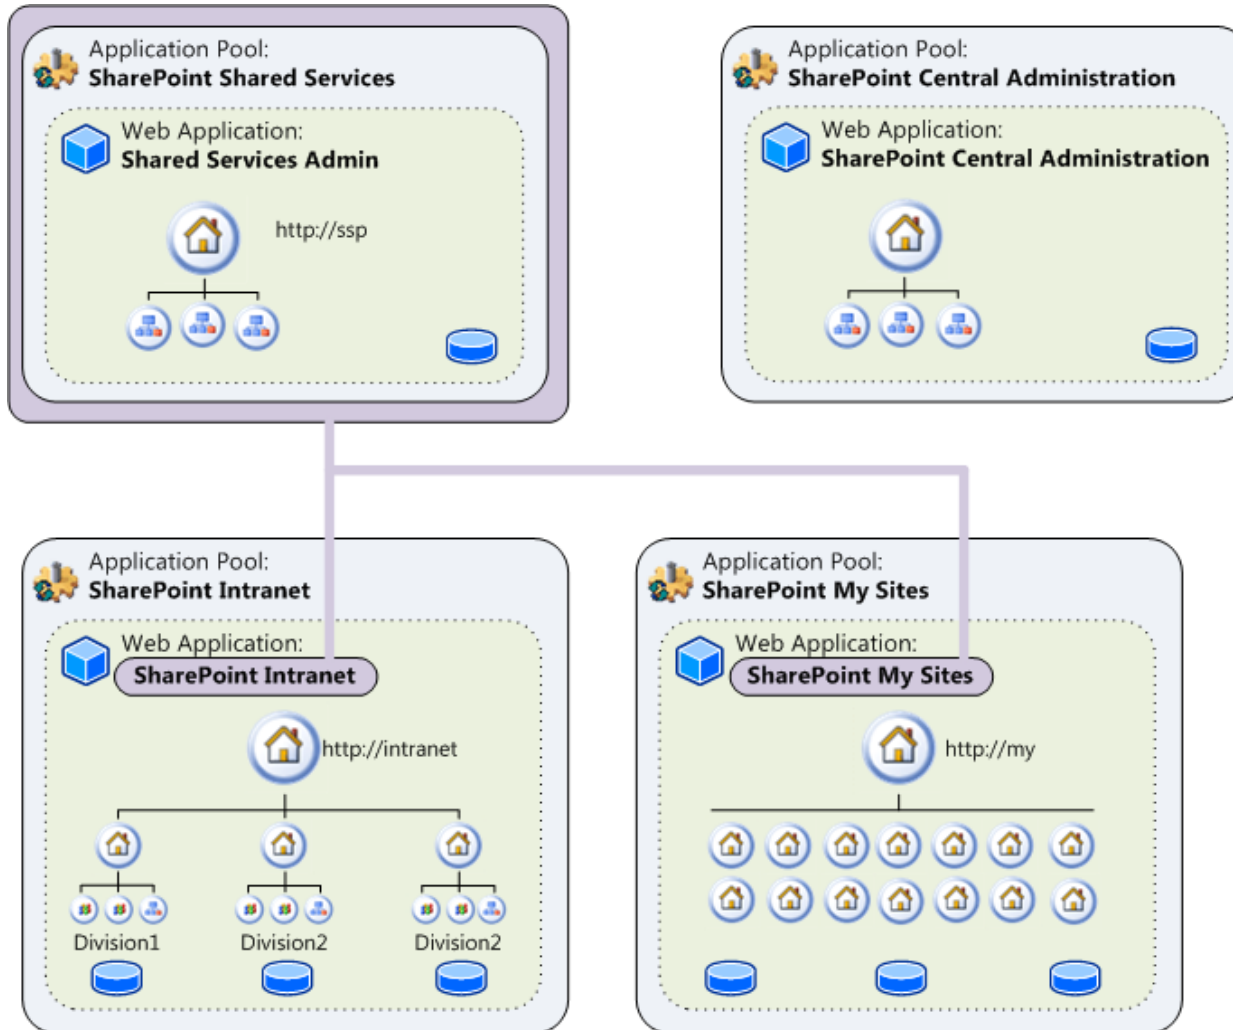 Application Pool:
SharePoint Shared Services
Web Application:
Shared Services Admin
http://ssp
Application Pool:
SharePoint Central Administration
Web Application:
SharePoint Central Administration
Application Pool:
SharePoint Intranet
Web Application:
SharePoint Intranet
http://intranet
Division1
Division2
Division2
Application Pool:
SharePoint My Sites
Web Application:
SharePoint My Sites
http://my